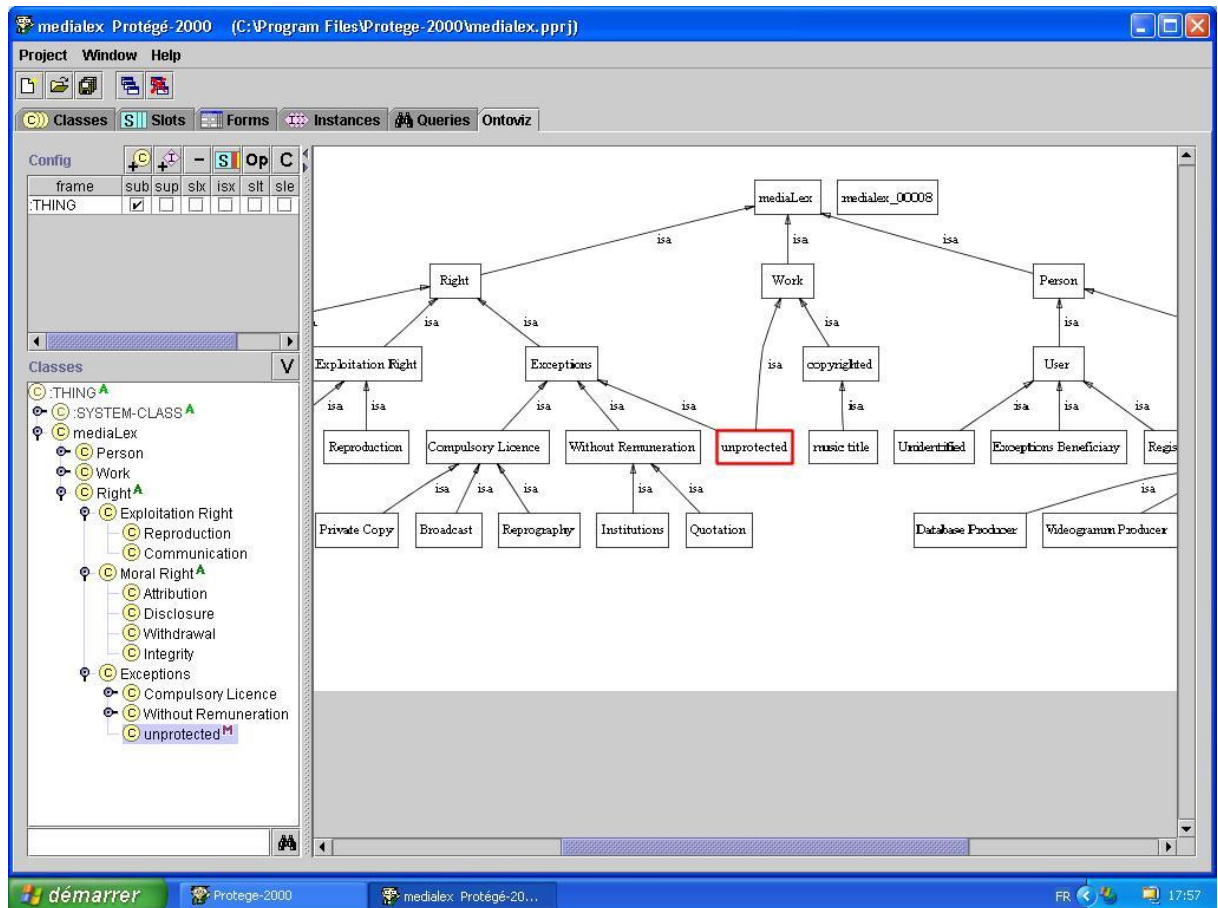 medialex Protégé-2000 (C:\Program Files\Protege-2000\medialex.pprj)
Project Window Help
Classes S Slots Forms Instances Queries Ontoviz
Config C I - S Op C
frame sub sup slx isx slt sle
:THING
Classes V
C :THING A
C :SYSTEM-CLASS A
C mediaLex
C Person
C Work
C Right A
C Exploitation Right
C Reproduction
C Communication
C Moral Right A
C Attribution
C Disclosure
C Withdrawal
C Integrity
C Exceptions
C Compulsory Licence
C Without Remuneration
C unprotected M
mediaLex medialex_00008
isa isa isa
Right Work Person
isa isa isa isa
Exploitation Right Exceptions isa copyrighted User
isa isa isa isa isa isa isa isa isa
Reproduction Compulsory Licence Without Remuneration unprotected music title Unidentified Exceptions Beneficiary Regis
isa isa isa isa isa isa
Private Copy Broadcast Reprography Institutions Quotation Database Producer Videogramm Producer
démarrer Protege-2000 medialex Protégé-20... FR 17:57